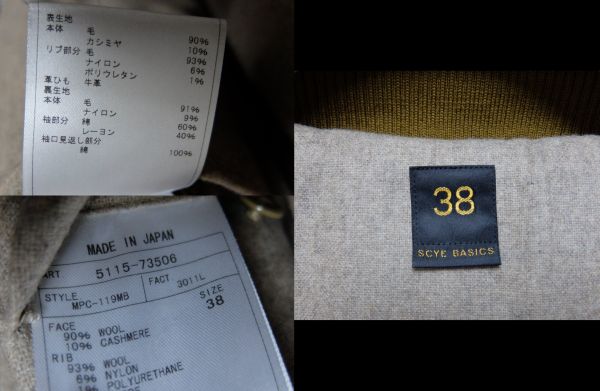 表生地
本体 毛 90%
カシミヤ 10%
リブ部分 毛 93%
ナイロン 6%
ポリウレタン 1%
革ひも 牛革
裏生地
本体 毛 91%
ナイロン 9%
袖部分 綿 60%
レーヨン 40%
袖口見返し部分
綿 100%
MADE IN JAPAN
ART 5115-73506
STYLE MPC-119MB FACT 3011L
SIZE 38
FACE
90% WOOL
10% CASHMERE
RIB
93% WOOL
6% NYLON
1% POLYURETHANE
38
SCYE BASICS